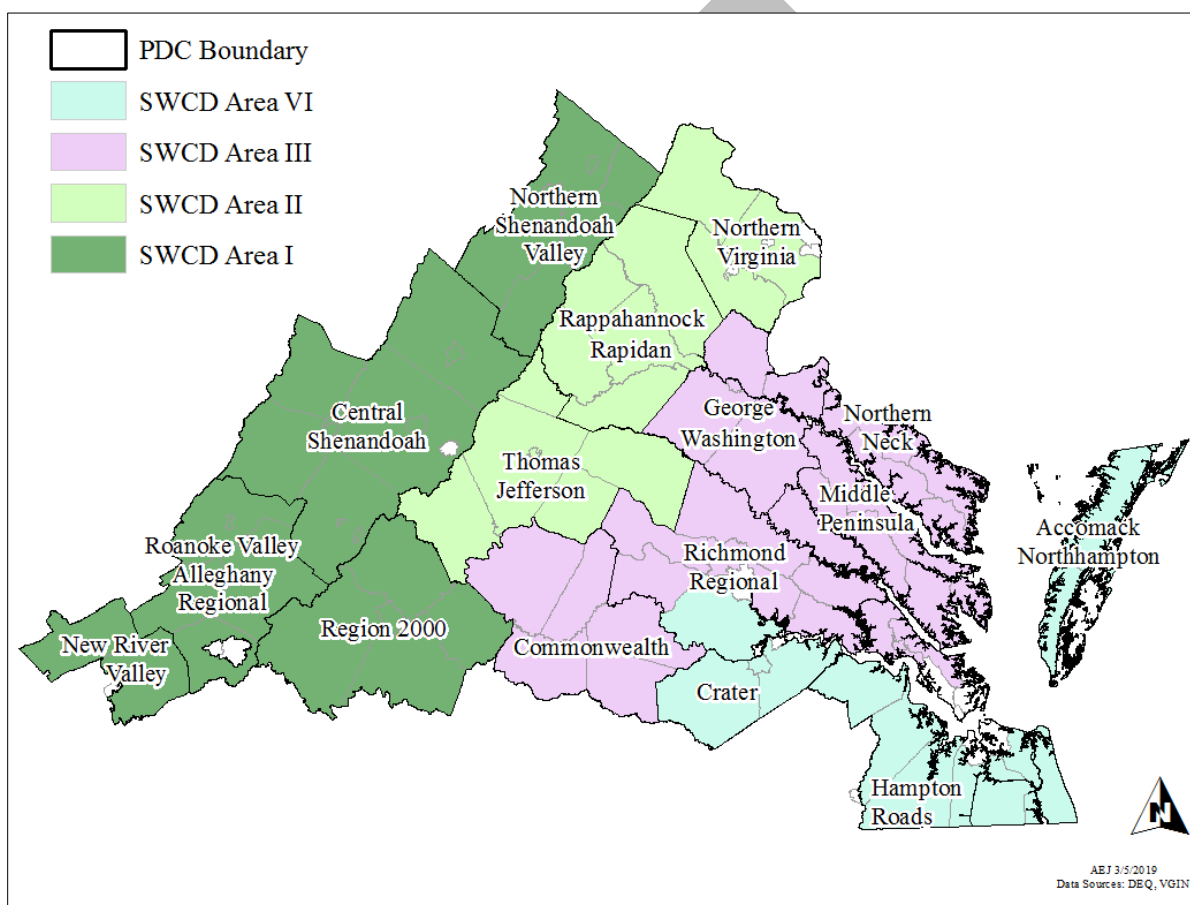 PDC Boundary
SWCD Area VI
SWCD Area III
SWCD Area II
SWCD Area I
Northern
Shenandoah
Valley
Northern
Virginia
Rappahannock
Rapidan
Central
Shenandoah
George
Washington
Northern
Neck
Thomas
Jefferson
Middle
Peninsula
Accomack
Northhampton
Roanoke Valley
Alleghany
Regional
Richmond
Regional
Region 2000
New River
Valley
Commonwealth
Crater
Hampton
Roads
N
AEJ 3/5/2019
Data Sources: DEQ, VGIN